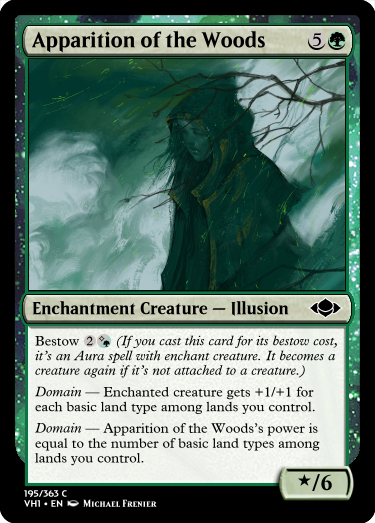 Apparition of the Woods 5
Enchantment Creature — Illusion
Bestow 2 (If you cast this card for its bestow cost,
it's an Aura spell with enchant creature. It becomes a
creature again if it's not attached to a creature.)
Domain — Enchanted creature gets +1/+1 for
each basic land type among lands you control.
Domain — Apparition of the Woods's power is
equal to the number of basic land types among
lands you control.
★/6
195/363 C
VH1 • EN Michael Frenier